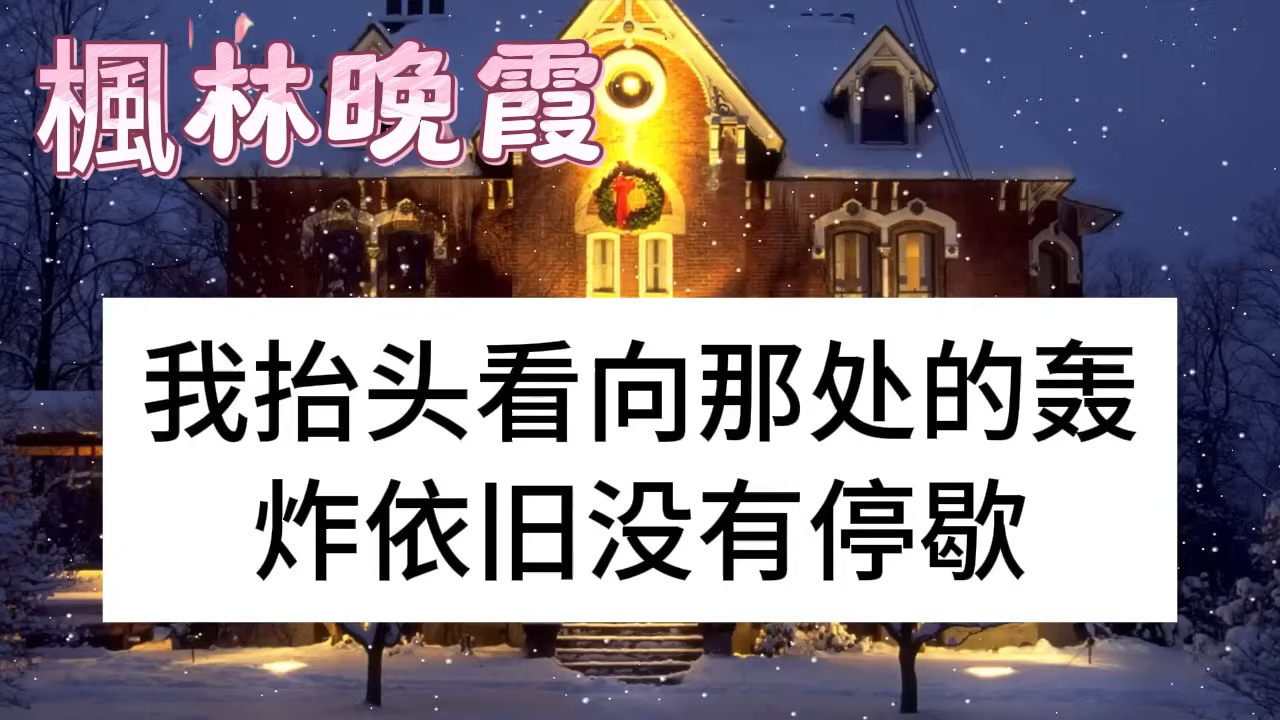 楓林晚霞
我抬头看向那处的轰
炸依旧没有停歇